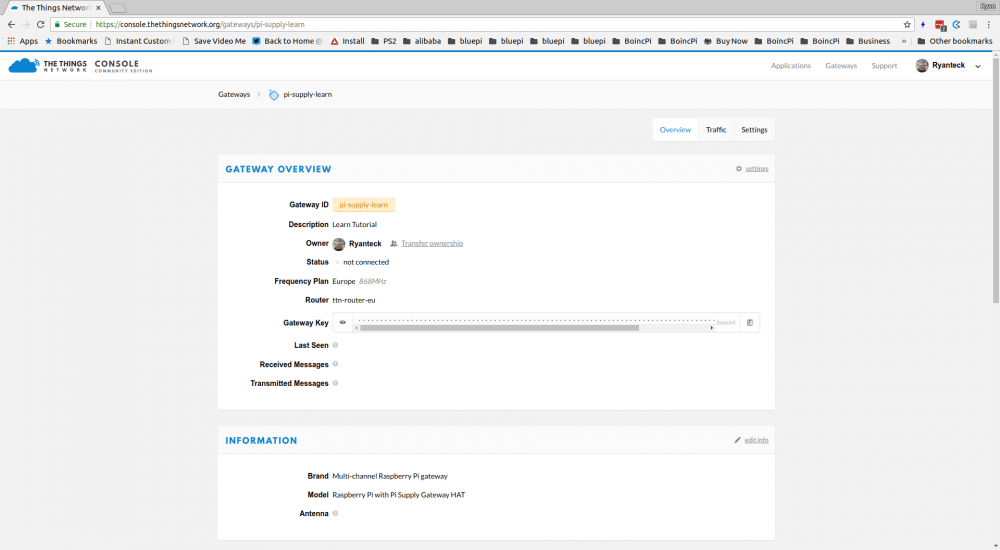 The Things Network
Ryan
Secure | https://console.thethingsnetwork.org/gateways/pi-supply-learn
Apps Bookmarks Instant Custom Save Video Me Back to Home @ Install PS2 alibaba bluepi bluepi bluepi bluepi BoincPi BoincPi Buy Now BoincPi BoincPi Business » Other bookmarks
THE THINGS NETWORK CONSOLE COMMUNITY EDITION Applications Gateways Support Ryanteck
Gateways pi-supply-learn
Overview Traffic Settings
GATEWAY OVERVIEW settings
Gateway ID pi-supply-learn
Description Learn Tutorial
Owner Ryanteck Transfer ownership
Status not connected
Frequency Plan Europe 868MHz
Router ttn-router-eu
Gateway Key base64
Last Seen
Received Messages
Transmitted Messages
INFORMATION edit info
Brand Multi-channel Raspberry Pi gateway
Model Raspberry Pi with Pi Supply Gateway HAT
Antenna